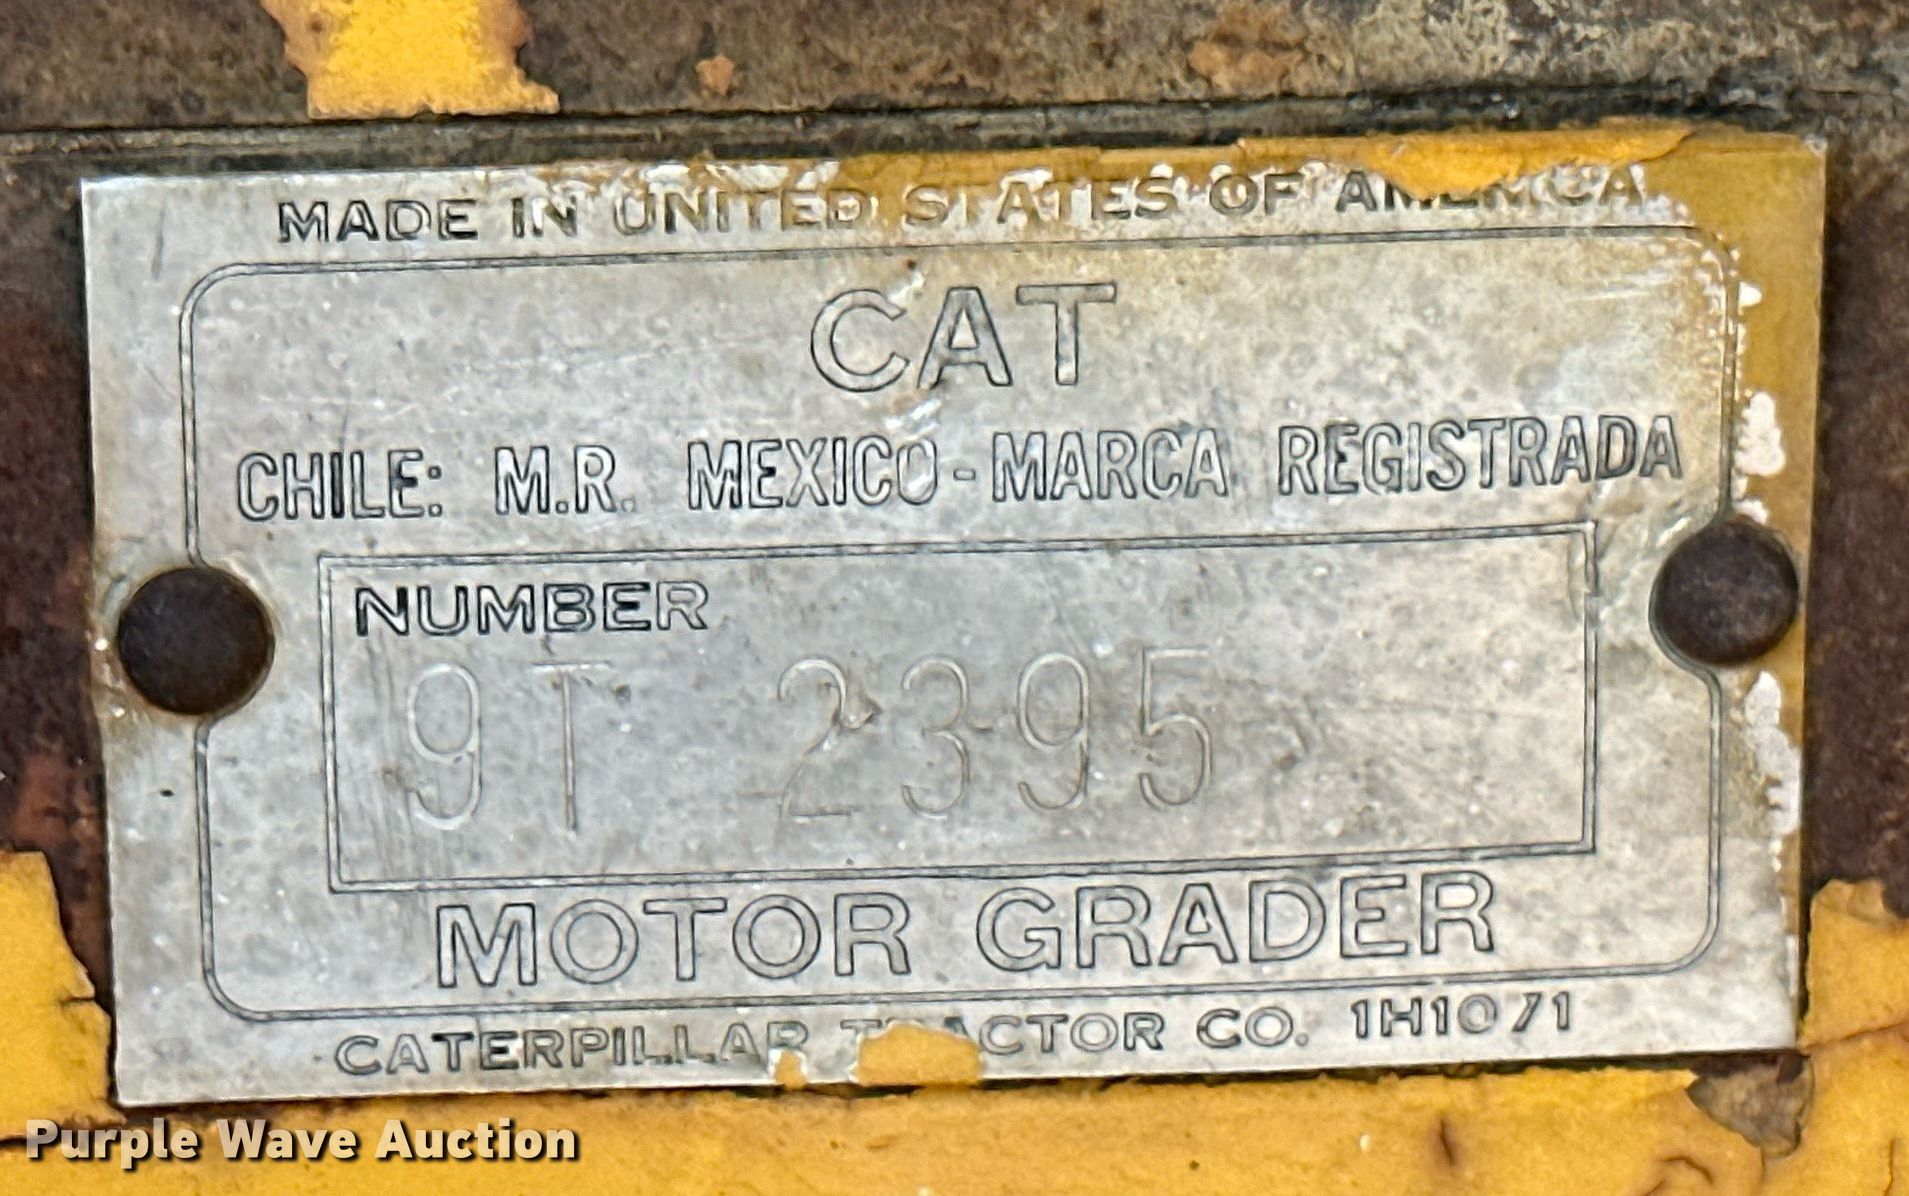 MADE IN UNITED STATES OF AMERICA
CAT
CHILE: M.R. MEXICO-MARCA REGISTRADA
NUMBER
9T 2395
MOTOR GRADER
CATERPILLAR TRACTOR CO. 1H1071
Purple Wave Auction